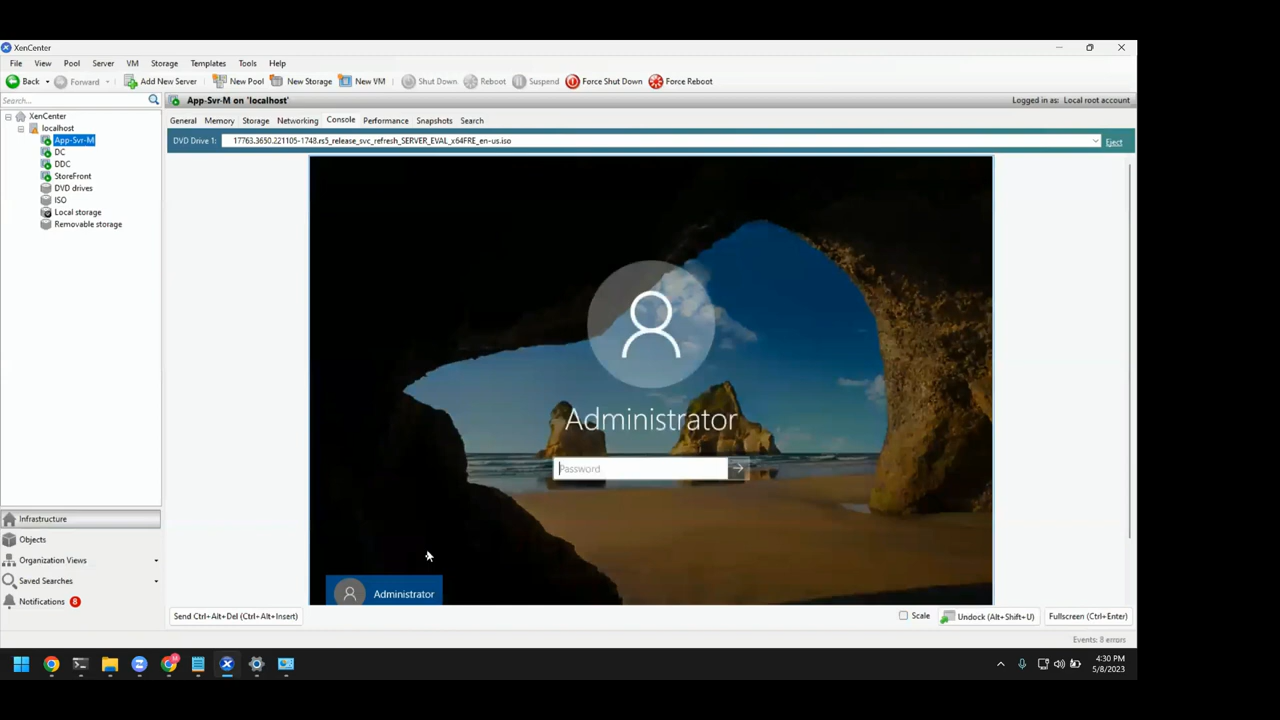 XenCenter
File View Pool Server VM Storage Templates Tools Help
Back Forward Add New Server New Pool New Storage New VM Shut Down Reboot Suspend Force Shut Down Force Reboot
Search...
App-Svr-M on 'localhost'
Logged in as: Local root account
XenCenter
localhost
App-Svr-M
DC
DDC
StoreFront
DVD drives
ISO
Local storage
Removable storage
General Memory Storage Networking Console Performance Snapshots Search
DVD Drive 1: 17763.3650.221105-1748.rs5_release_svc_refresh_SERVER_EVAL_x64FRE_en-us.iso Eject
Administrator
Password
Administrator
Infrastructure
Objects
Organization Views
Saved Searches
Notifications 8
Send Ctrl+Alt+Del (Ctrl+Alt+Insert) Scale Undock (Alt+Shift+U) Fullscreen (Ctrl+Enter)
Events: 8 errors
4:30 PM
5/8/2023